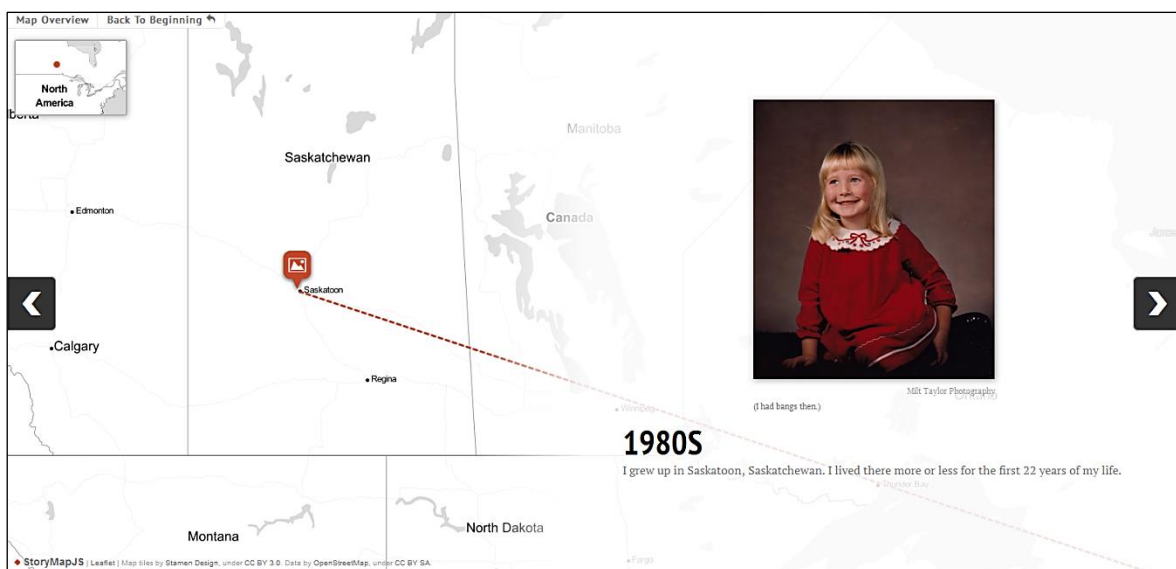 Map Overview
Back To Beginning
North
America
berta
Manitoba
Saskatchewan
Edmonton
Canada
Saskatoon
Calgary
Regina
Milt Taylor Photography
Ontario
(I had bangs then.)
Winnipeg
1980S
I grew up in Saskatoon, Saskatchewan. I lived there more or less for the first 22 years of my life.
Thunder Bay
Montana
North Dakota
Fargo
StoryMapJS | Leaflet | Map tiles by Stamen Design, under CC BY 3.0. Data by OpenStreetMap, under CC BY SA.